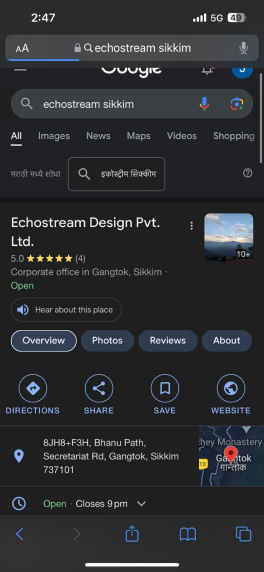 2:47 5G 49
AA echostream sikkim
Google J
echostream sikkim
All Images News Maps Videos Shopping
मराठी मध्ये शोधा इकोस्ट्रीम सिक्कीम
Echostream Design Pvt.
Ltd.
10+
5.0 ★★★★★ (4)
Corporate office in Gangtok, Sikkim ·
Open
Hear about this place
Overview Photos Reviews About
DIRECTIONS SHARE SAVE WEBSITE
8JH8+F3H, Bhanu Path,
Secretariat Rd, Gangtok, Sikkim
737101
hey Monastery
10
Gangtok
गान्तोक
Open · Closes 9 pm